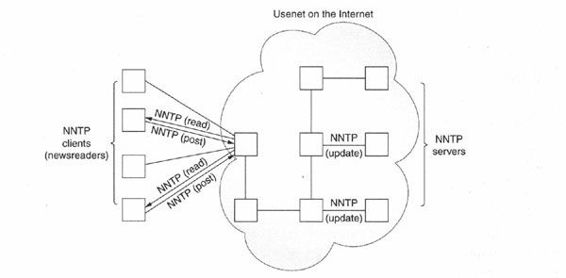 Usenet on the Internet
NNTP
clients
(newsreaders)
NNTP (read)
NNTP (post)
NNTP (read)
NNTP (post)
NNTP
(update)
NNTP
(update)
NNTP
servers